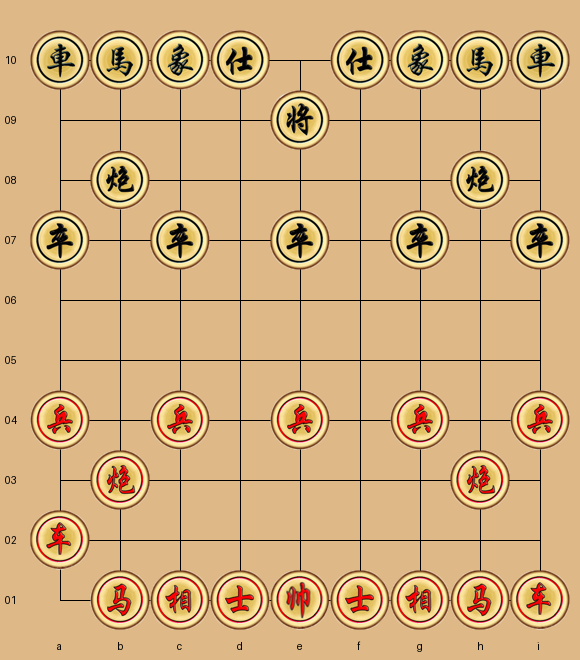 10 車 馬 象 仕 仕 象 馬 車
09 将
08 炮 炮
07 卒 卒 卒 卒 卒
06
05
04 兵 兵 兵 兵 兵
03 炮 炮
02 车
01 马 相 士 帅 士 相 马 车
a b c d e f g h i